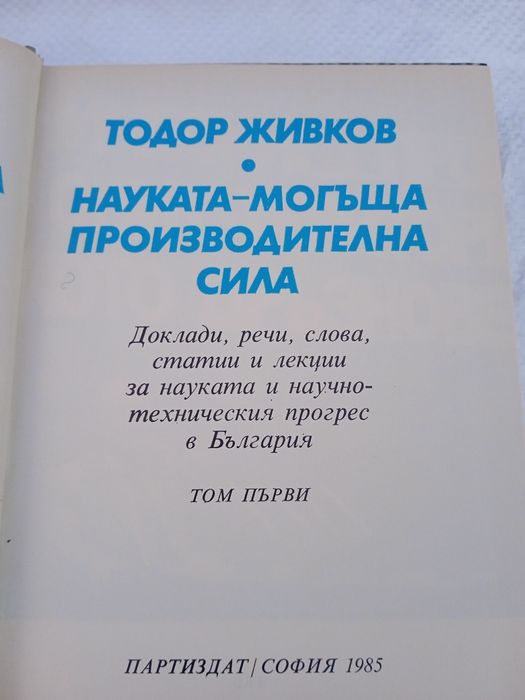 ТОДОР ЖИВКОВ
•
НАУКАТА–МОГЪЩА
ПРОИЗВОДИТЕЛНА
СИЛА
Доклади, речи, слова,
статии и лекции
за науката и научно-
техническия прогрес
в България
ТОМ ПЪРВИ
ПАРТИЗДАТ / СОФИЯ 1985